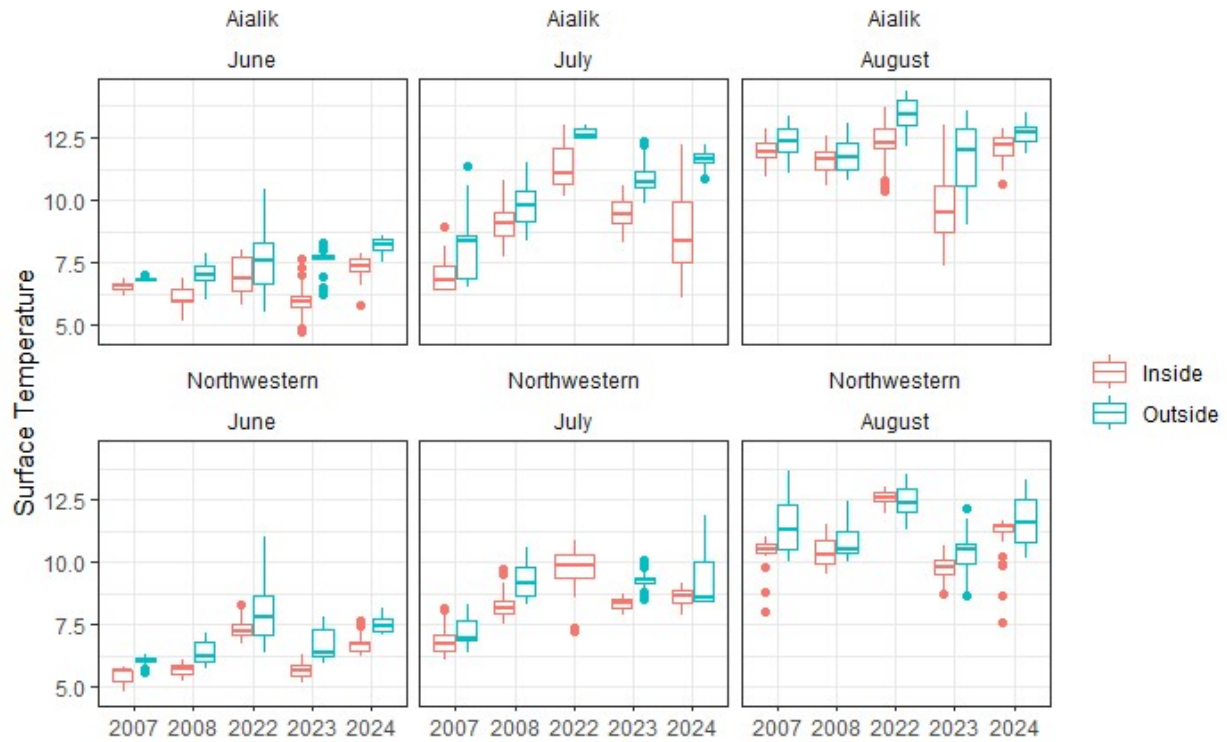 Aialik Aialik Aialik
June July August
12.5
10.0
7.5
5.0
Surface Temperature
Northwestern Northwestern Northwestern
June July August
12.5
10.0
7.5
5.0
2007 2008 2022 2023 2024 2007 2008 2022 2023 2024 2007 2008 2022 2023 2024
Inside
Outside